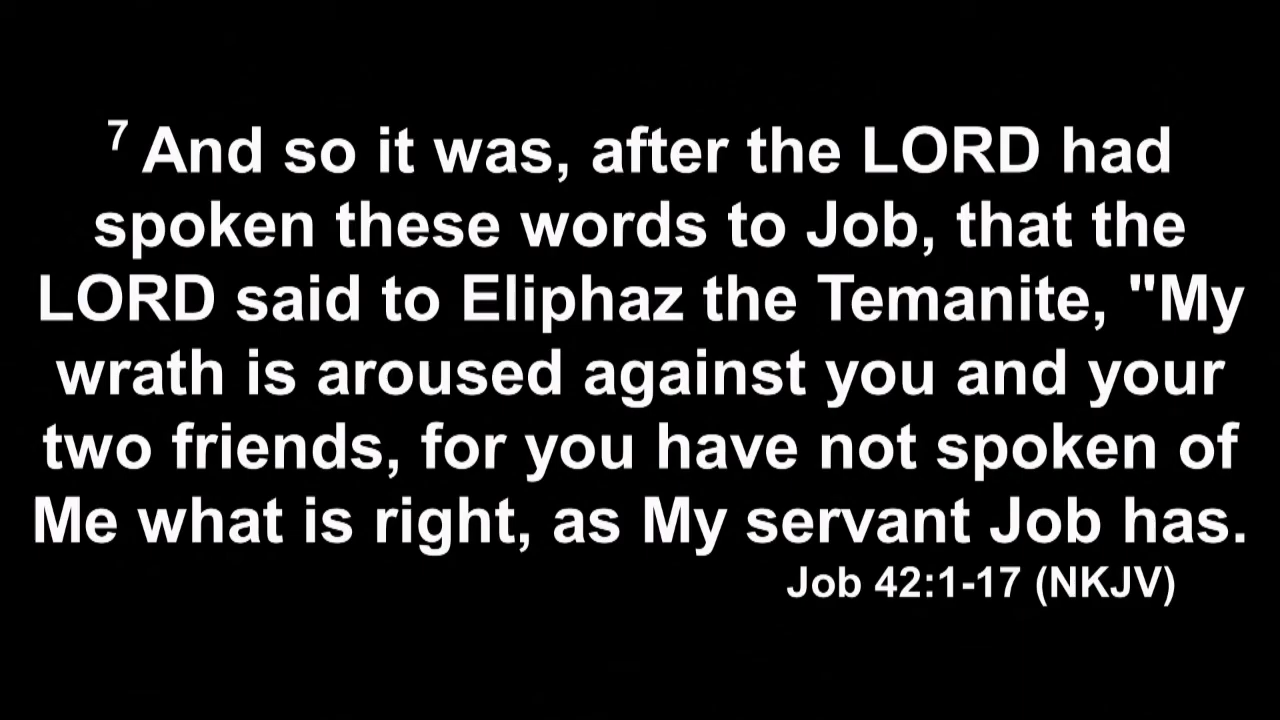 7 And so it was, after the LORD had
spoken these words to Job, that the
LORD said to Eliphaz the Temanite, "My
wrath is aroused against you and your
two friends, for you have not spoken of
Me what is right, as My servant Job has.
Job 42:1-17 (NKJV)